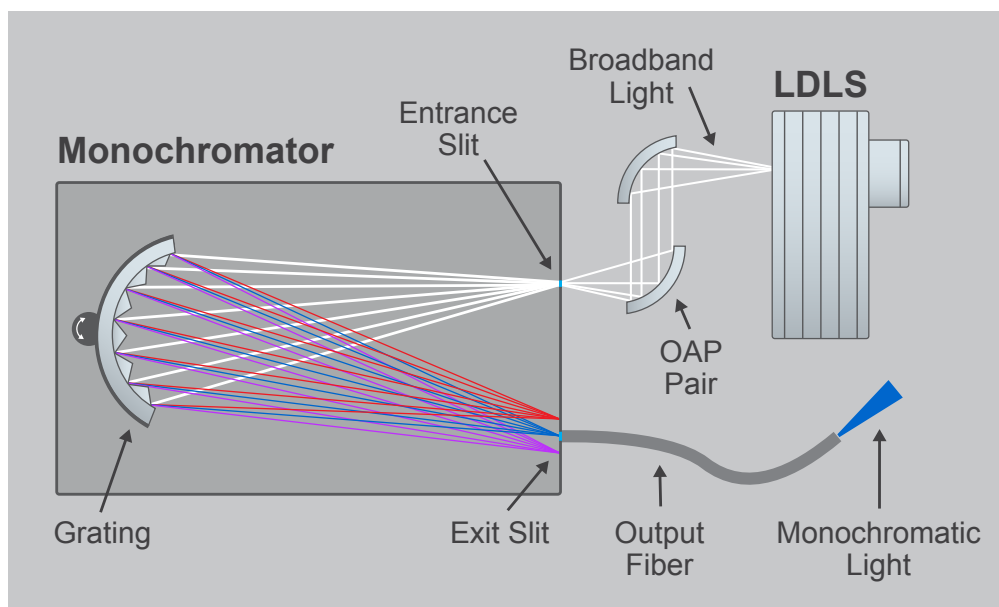 Broadband
Light
LDLS
Entrance
Slit
Monochromator
OAP
Pair
Grating
Exit Slit
Output
Fiber
Monochromatic
Light